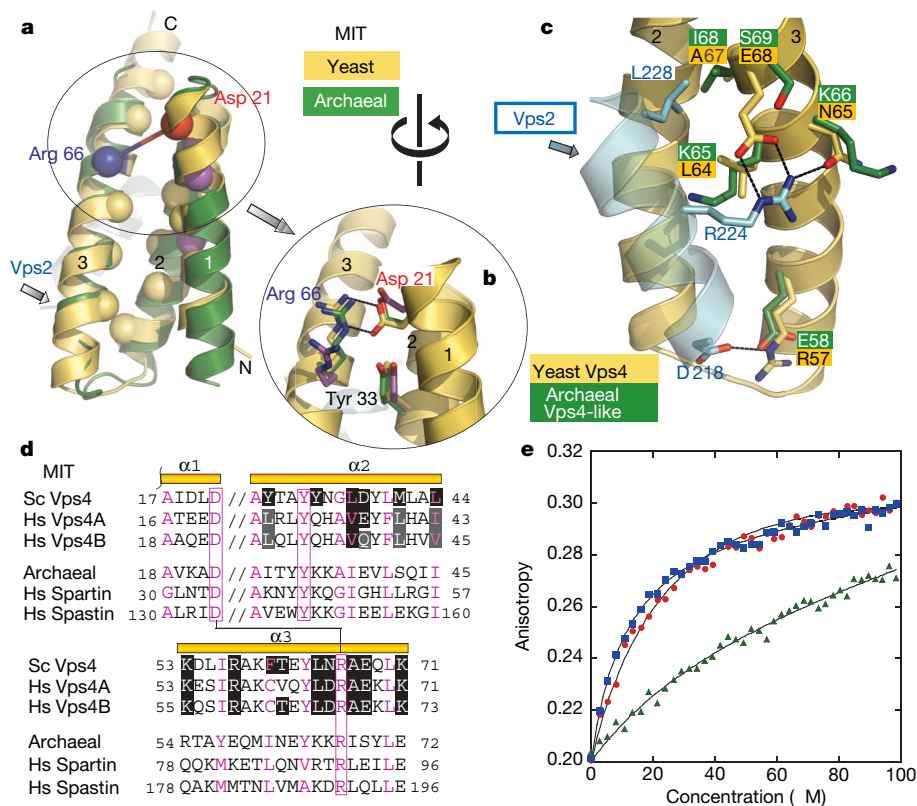 a
C
MIT
Yeast
Archaeal
Asp 21
Arg 66
Vps2
3
2
1
N
b
3
Arg 66
Asp 21
2
1
Tyr 33
c
2
3
I68
A67
S69
E68
L228
K66
N65
Vps2
K65
L64
R224
E58
R57
D218
Yeast Vps4
Archaeal
Vps4-like
d
MIT
α1
α2
Sc Vps4 17 AIDLD // AYTAYYNGLDYLMLAL 44
Hs Vps4A 16 ATEED // ALRLYQHAVEYFLHAI 43
Hs Vps4B 18 AAQED // ALQLYQHAVQYFLHVV 45
Archaeal 18 AVKAD // AITYYKKAIEVLSQII 45
Hs Spartin 30 GLNTD // AKNYYKQGIGHLLRGI 57
Hs Spastin 130 ALRID // AVEWYKKGIEELEKGI 160
α3
Sc Vps4 53 KDLIRAKFTEYLNRAEQLK 71
Hs Vps4A 53 KESIRAKCVQYLDRAEKLK 71
Hs Vps4B 55 KQSIRAKCTEYLDRAEKLK 73
Archaeal 54 RTAYEQMINEYKKRISYLE 72
Hs Spartin 78 QQKMKETLQNVRTRLEILE 96
Hs Spastin 178 QAKMMTNLVMAKDRLQLLE 196
e
Anisotropy
0.32
0.30
0.28
0.26
0.24
0.22
0.20
0
20
40
60
80
100
Concentration ( M)